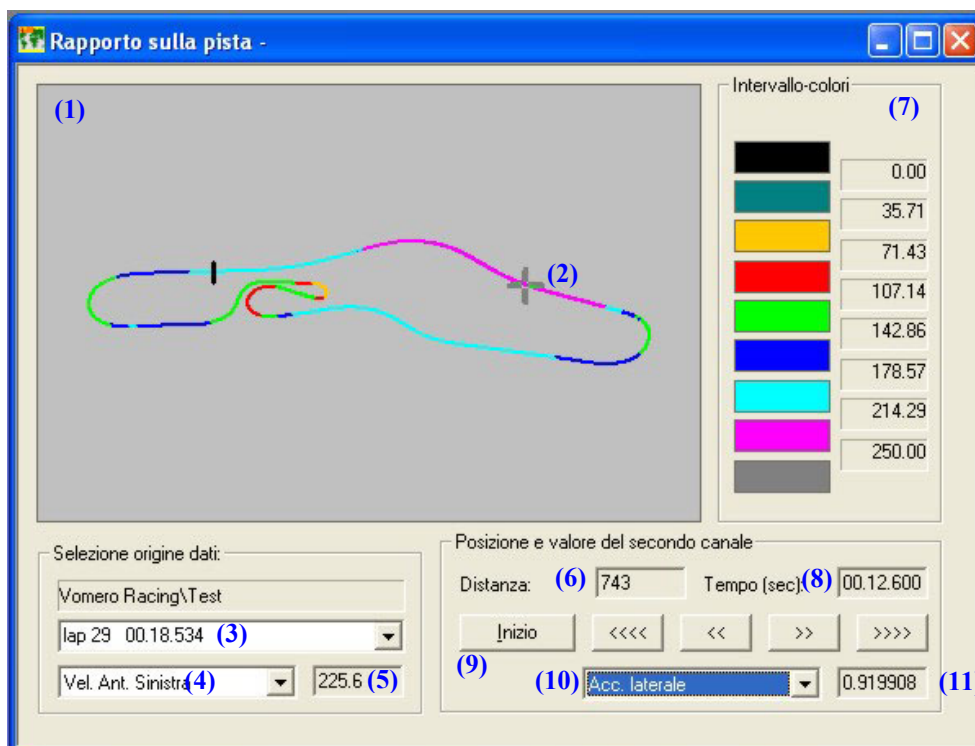 Rapporto sulla pista -
(1)
(2)
Intervallo-colori
(7)
0.00
35.71
71.43
107.14
142.86
178.57
214.29
250.00
Selezione origine dati:
Vomero Racing\Test
lap 29 00.18.534 (3)
Vel. Ant. Sinistra (4) 225.6 (5)
Posizione e valore del secondo canale
Distanza: (6) 743 Tempo (sec): (8) 00.12.600
Inizio <<<< << >> >>>>
(9)
(10) Acc. laterale 0.919908 (11